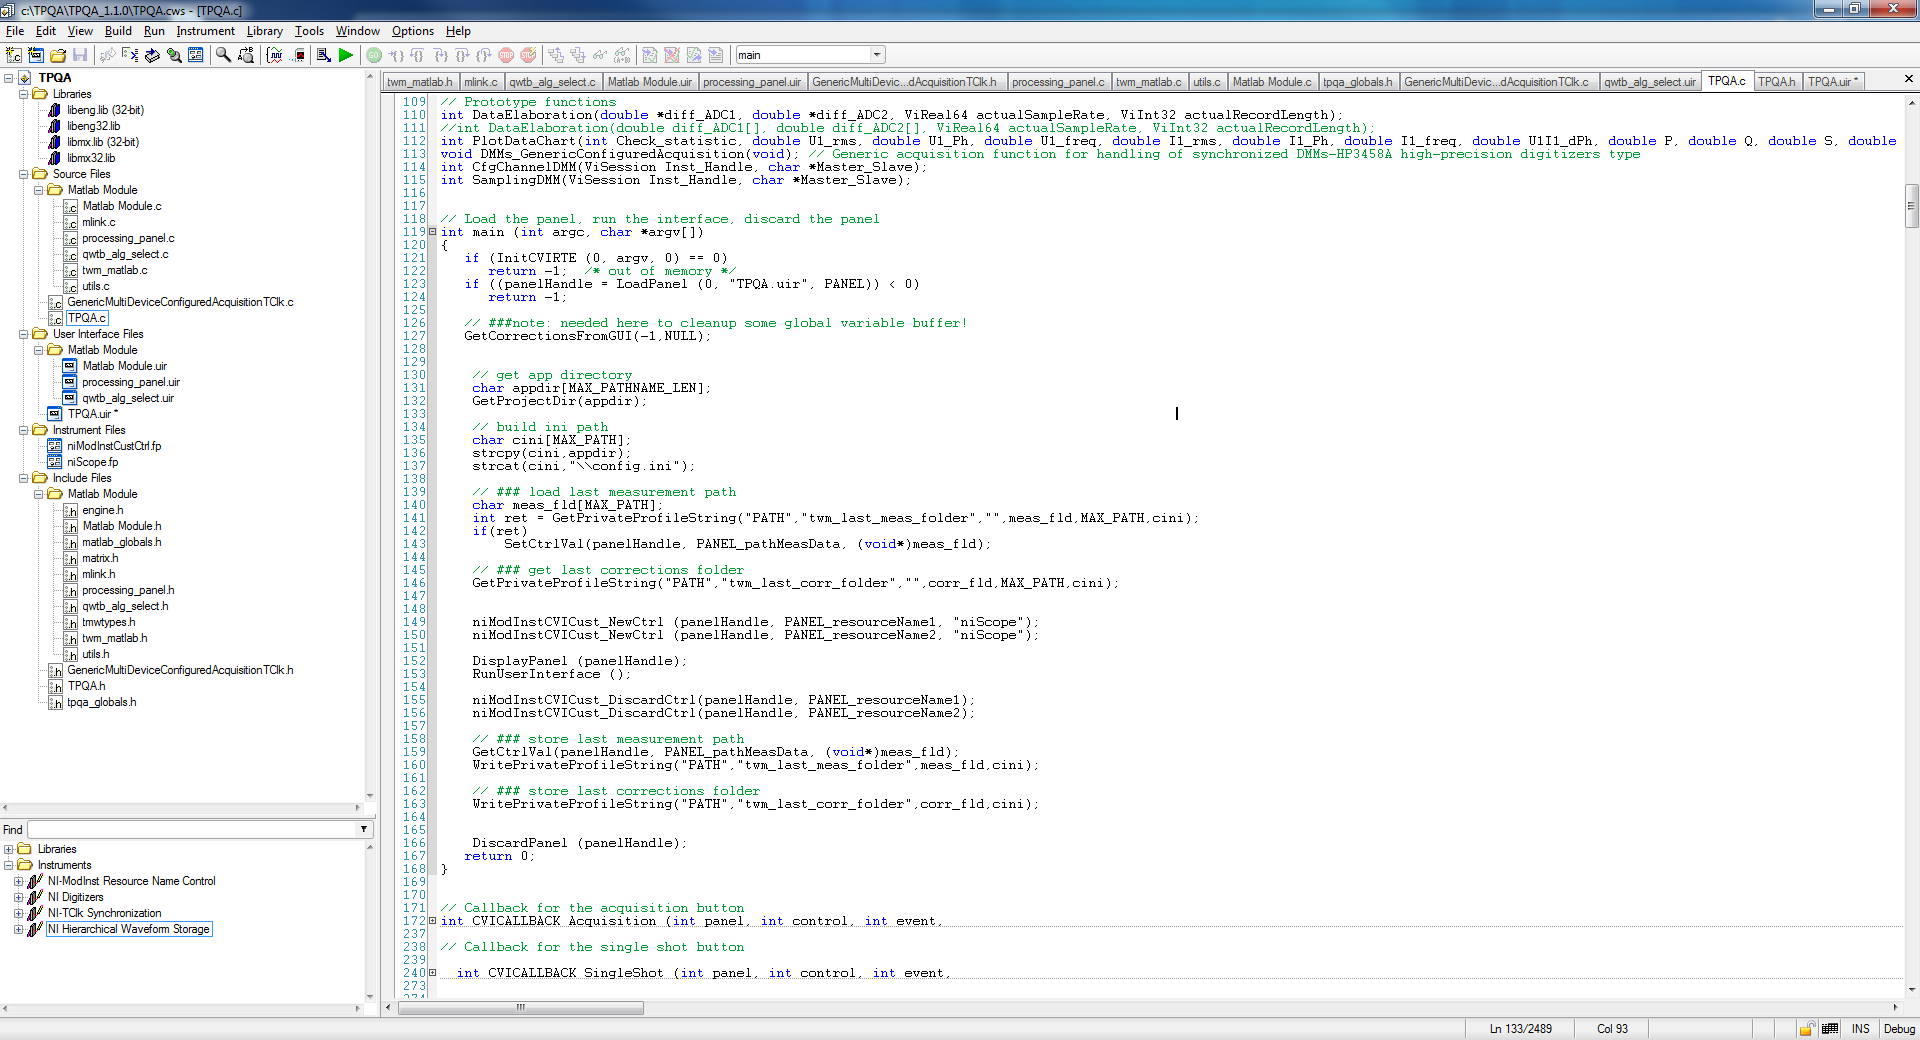 c:\TPQA\TPQA_1.1.0\TPQA.cws - [TPQA.c]
File Edit View Build Run Instrument Library Tools Window Options Help
main
twm_matlab.h mlink.c qwtb_alg_select.c Matlab Module.uir processing_panel.uir GenericMultiDevic...dAcquisitionTClk.h processing_panel.c twm_matlab.c utils.c Matlab Module.c tpqa_globals.h GenericMultiDevic...dAcquisitionTClk.c qwtb_alg_select.uir TPQA.c TPQA.h TPQA.uir *
TPQA
Libraries
libeng.lib (32-bit)
libeng32.lib
libmx.lib (32-bit)
libmx32.lib
Source Files
Matlab Module
Matlab Module.c
mlink.c
processing_panel.c
qwtb_alg_select.c
twm_matlab.c
utils.c
GenericMultiDeviceConfiguredAcquisitionTClk.c
TPQA.c
User Interface Files
Matlab Module
Matlab Module.uir
processing_panel.uir
qwtb_alg_select.uir
TPQA.uir *
Instrument Files
niModInstCustCtrl.fp
niScope.fp
Include Files
Matlab Module
engine.h
Matlab Module.h
matlab_globals.h
matrix.h
mlink.h
processing_panel.h
qwtb_alg_select.h
tmwtypes.h
twm_matlab.h
utils.h
GenericMultiDeviceConfiguredAcquisitionTClk.h
TPQA.h
tpqa_globals.h
Find
Libraries
Instruments
NI-ModInst Resource Name Control
NI Digitizers
NI-TClk Synchronization
NI Hierarchical Waveform Storage
109 // Prototype functions
110 int DataElaboration(double *diff_ADC1, double *diff_ADC2, ViReal64 actualSampleRate, ViInt32 actualRecordLength);
111 //int DataElaboration(double diff_ADC1[], double diff_ADC2[], ViReal64 actualSampleRate, ViInt32 actualRecordLength);
112 int PlotDataChart(int Check_statistic, double U1_rms, double U1_Ph, double U1_freq, double I1_rms, double I1_Ph, double I1_freq, double U1I1_dPh, double P, double Q, double S, double
113 void DMMs_GenericConfiguredAcquisition(void); // Generic acquisition function for handling of synchronized DMMs-HP3458A high-precision digitizers type
114 int CfgChannelDMM(ViSession Inst_Handle, char *Master_Slave);
115 int SamplingDMM(ViSession Inst_Handle, char *Master_Slave);
116
117
118 // Load the panel, run the interface, discard the panel
119 int main (int argc, char *argv[])
120 {
121 if (InitCVIRTE (0, argv, 0) == 0)
122 return -1; /* out of memory */
123 if ((panelHandle = LoadPanel (0, "TPQA.uir", PANEL)) < 0)
124 return -1;
125
126 // ###note: needed here to cleanup some global variable buffer!
127 GetCorrectionsFromGUI(-1,NULL);
128
129
130 // get app directory
131 char appdir[MAX_PATHNAME_LEN];
132 GetProjectDir(appdir);
133
134 // build ini path
135 char cini[MAX_PATH];
136 strcpy(cini,appdir);
137 strcat(cini,"\\config.ini");
138
139 // ### load last measurement path
140 char meas_fld[MAX_PATH];
141 int ret = GetPrivateProfileString("PATH","twm_last_meas_folder","",meas_fld,MAX_PATH,cini);
142 if(ret)
143 SetCtrlVal(panelHandle, PANEL_pathMeasData, (void*)meas_fld);
144
145 // ### get last corrections folder
146 GetPrivateProfileString("PATH","twm_last_corr_folder","",corr_fld,MAX_PATH,cini);
147
148
149 niModInstCVICust_NewCtrl (panelHandle, PANEL_resourceName1, "niScope");
150 niModInstCVICust_NewCtrl (panelHandle, PANEL_resourceName2, "niScope");
151
152 DisplayPanel (panelHandle);
153 RunUserInterface ();
154
155 niModInstCVICust_DiscardCtrl(panelHandle, PANEL_resourceName1);
156 niModInstCVICust_DiscardCtrl(panelHandle, PANEL_resourceName2);
157
158 // ### store last measurement path
159 GetCtrlVal(panelHandle, PANEL_pathMeasData, (void*)meas_fld);
160 WritePrivateProfileString("PATH","twm_last_meas_folder",meas_fld,cini);
161
162 // ### store last corrections folder
163 WritePrivateProfileString("PATH","twm_last_corr_folder",corr_fld,cini);
164
165
166 DiscardPanel (panelHandle);
167 return 0;
168 }
169
170
171 // Callback for the acquisition button
172 int CVICALLBACK Acquisition (int panel, int control, int event,
237
238 // Callback for the single shot button
239
240 int CVICALLBACK SingleShot (int panel, int control, int event,
273
274
Ln 133/2489 Col 93 INS Debug